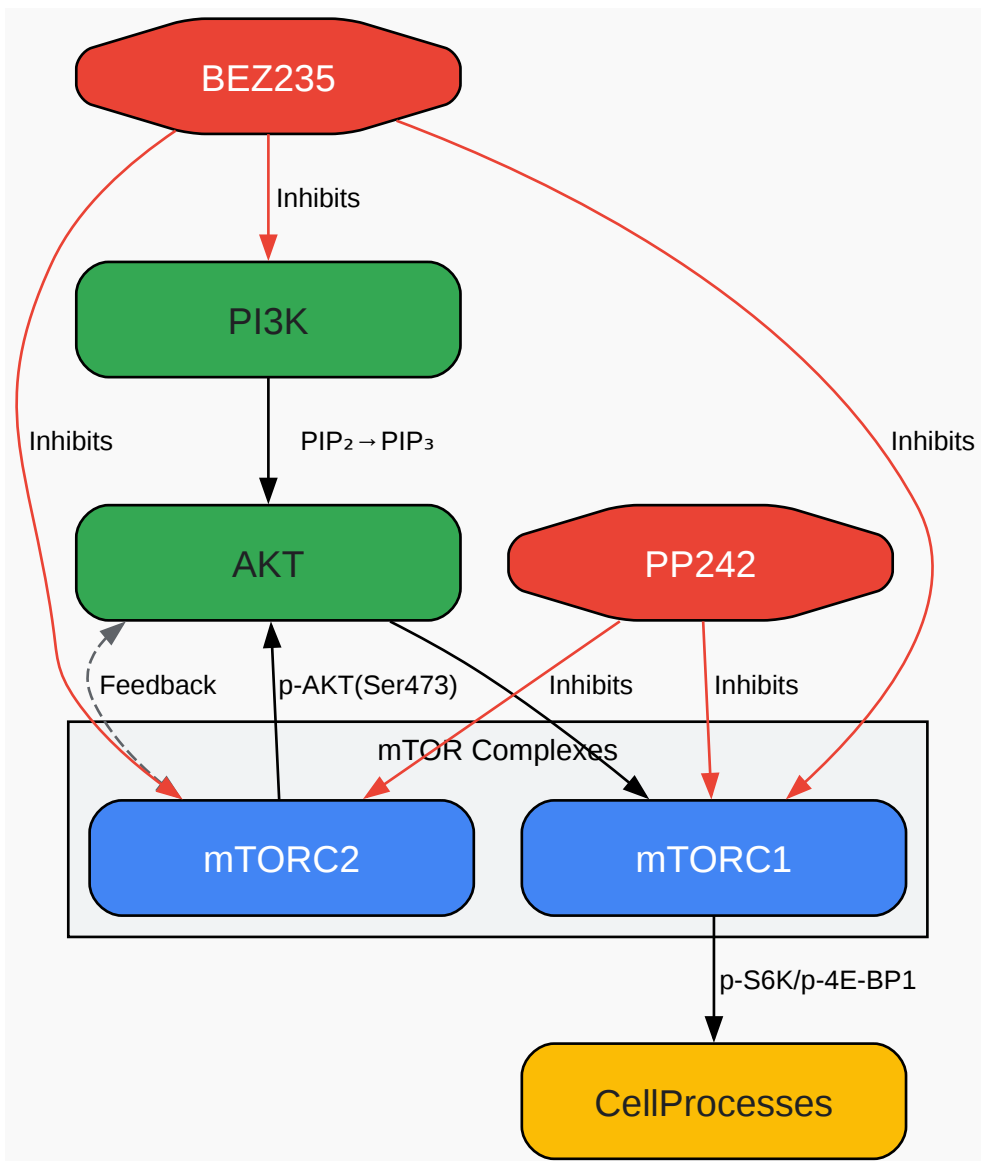 BEZ235
Inhibits
PI3K
Inhibits
PIP₂→PIP₃
Inhibits
AKT
PP242
Feedback
p-AKT(Ser473)
Inhibits
Inhibits
mTOR Complexes
mTORC2
mTORC1
p-S6K/p-4E-BP1
CellProcesses